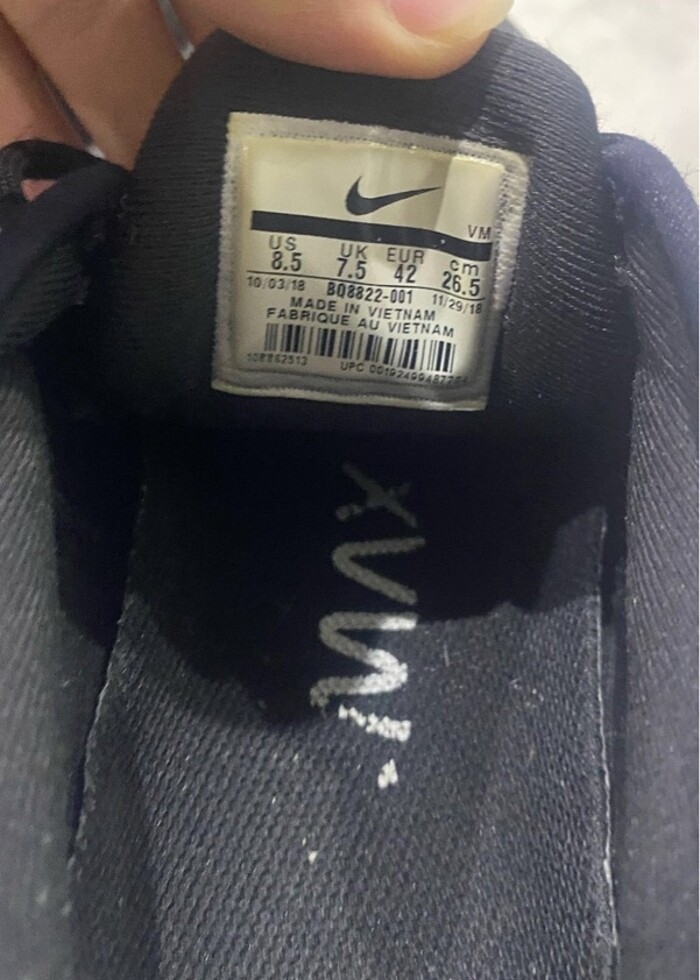 VM
US UK EUR cm
8.5 7.5 42 26.5
10/03/18 BQ8822-001 11/29/18
MADE IN VIETNAM
FABRIQUE AU VIETNAM
UPC